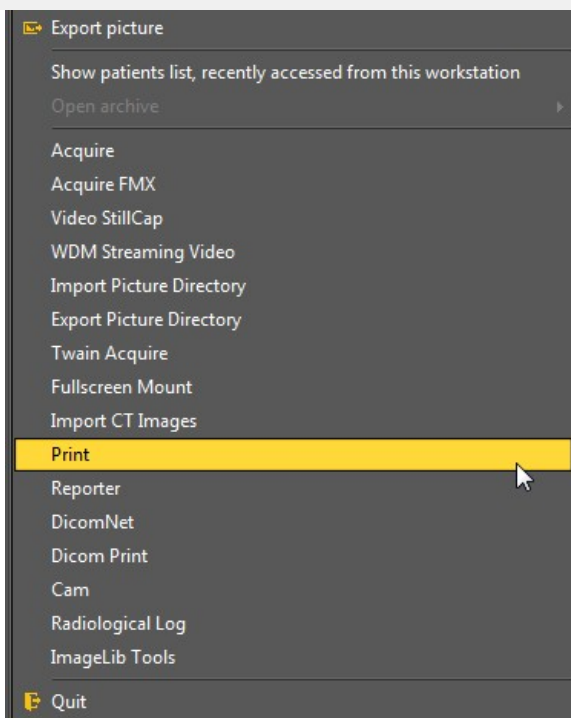 Export picture
Show patients list, recently accessed from this workstation
Open archive
Acquire
Acquire FMX
Video StillCap
WDM Streaming Video
Import Picture Directory
Export Picture Directory
Twain Acquire
Fullscreen Mount
Import CT Images
Print
Reporter
DicomNet
Dicom Print
Cam
Radiological Log
ImageLib Tools
Quit